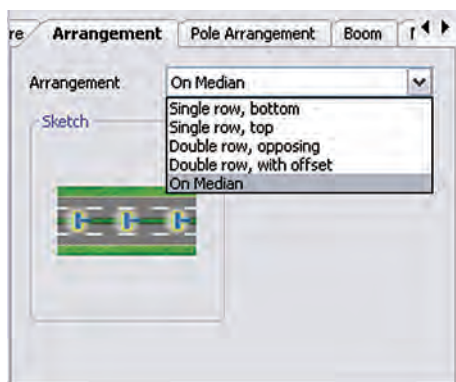 re Arrangement Pole Arrangement Boom
Arrangement On Median
Single row, bottom
Sketch
Single row, top
Double row, opposing
Double row, with offset
On Median